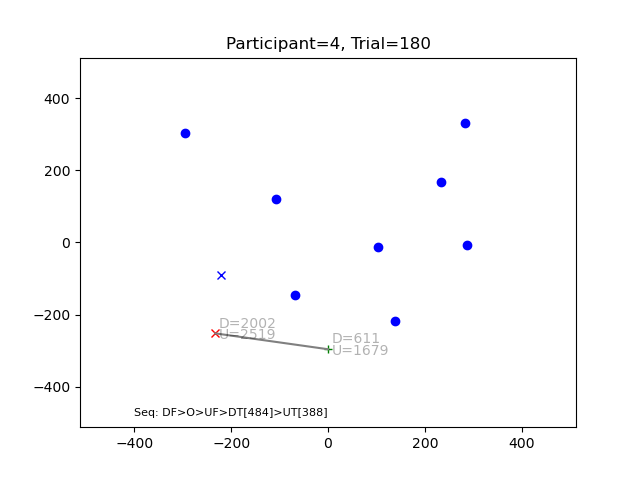 Participant=4, Trial=180
400
200
0
−200
−400
D=2002
U=2519
D=611
U=1679
Seq: DF>O>UF>DT[484]>UT[388]
−400
−200
0
200
400